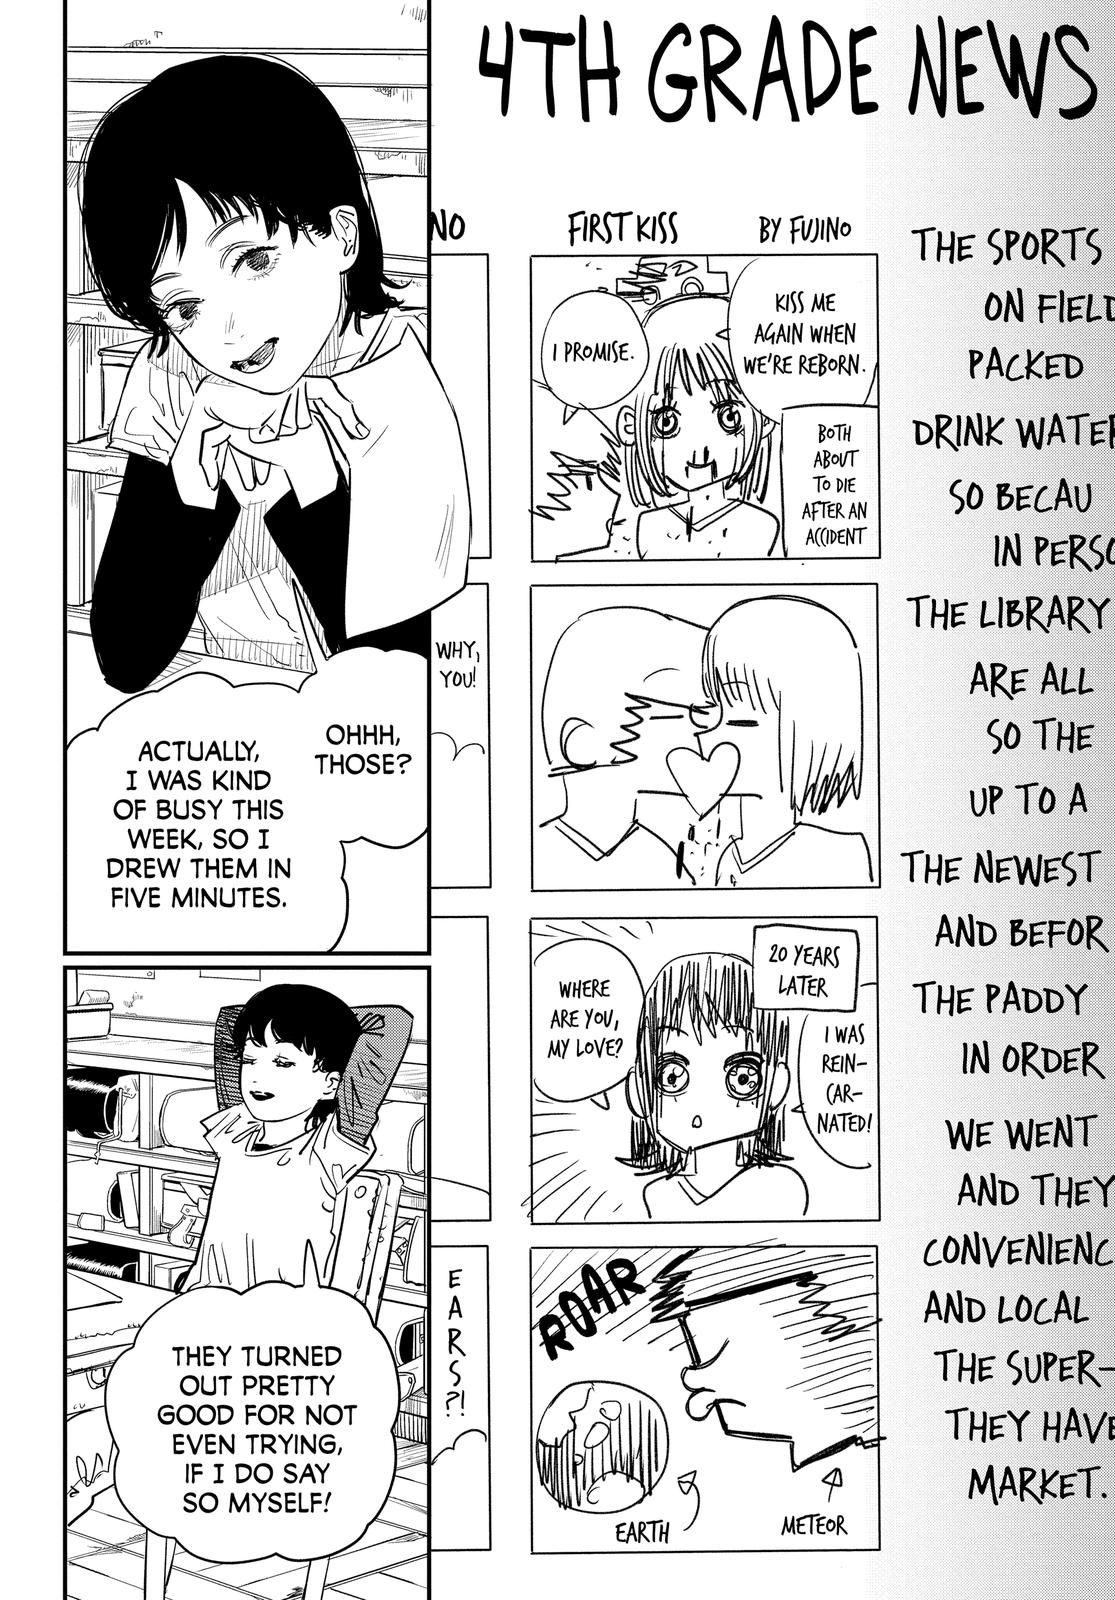 4TH GRADE NEWS
THE SPORTS
ON FIELD
PACKED
DRINK WATER
SO BECAU
IN PERSO
THE LIBRARY
ARE ALL
SO THE
UP TO A
THE NEWEST
AND BEFOR
THE PADDY
IN ORDER
WE WENT
AND THEY
CONVENIENC
AND LOCAL
THE SUPER-
THEY HAVE
MARKET.
FIRST KISS
BY FUJINO
KISS ME
AGAIN WHEN
WE'RE REBORN.
I PROMISE.
BOTH
ABOUT
TO DIE
AFTER AN
ACCIDENT
20 YEARS
LATER
I WAS
REIN-
CAR-
NATED!
WHERE
ARE YOU,
MY LOVE?
ROAR
EARTH
METEOR
NO
WHY,
YOU!
E
A
R
S
?!
OHHH,
THOSE?
ACTUALLY,
I WAS KIND
OF BUSY THIS
WEEK, SO I
DREW THEM IN
FIVE MINUTES.
THEY TURNED
OUT PRETTY
GOOD FOR NOT
EVEN TRYING,
IF I DO SAY
SO MYSELF!